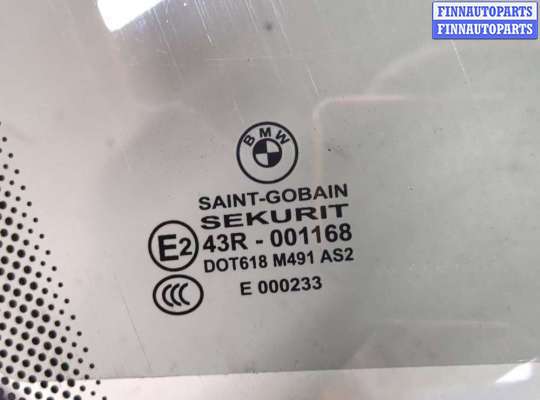 FINNAUTOPARTS
FINNAUTOPARTS
BMW
SAINT-GOBAIN
SEKURIT
E2 43R - 001168
DOT618 M491 AS2
CCC E 000233